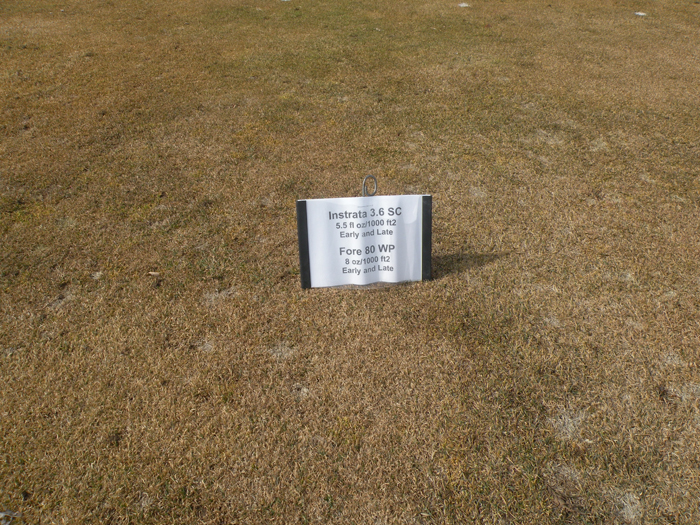 Instrata 3.6 SC
5.5 fl oz/1000 ft2
Early and Late
Fore 80 WP
8 oz/1000 ft2
Early and Late